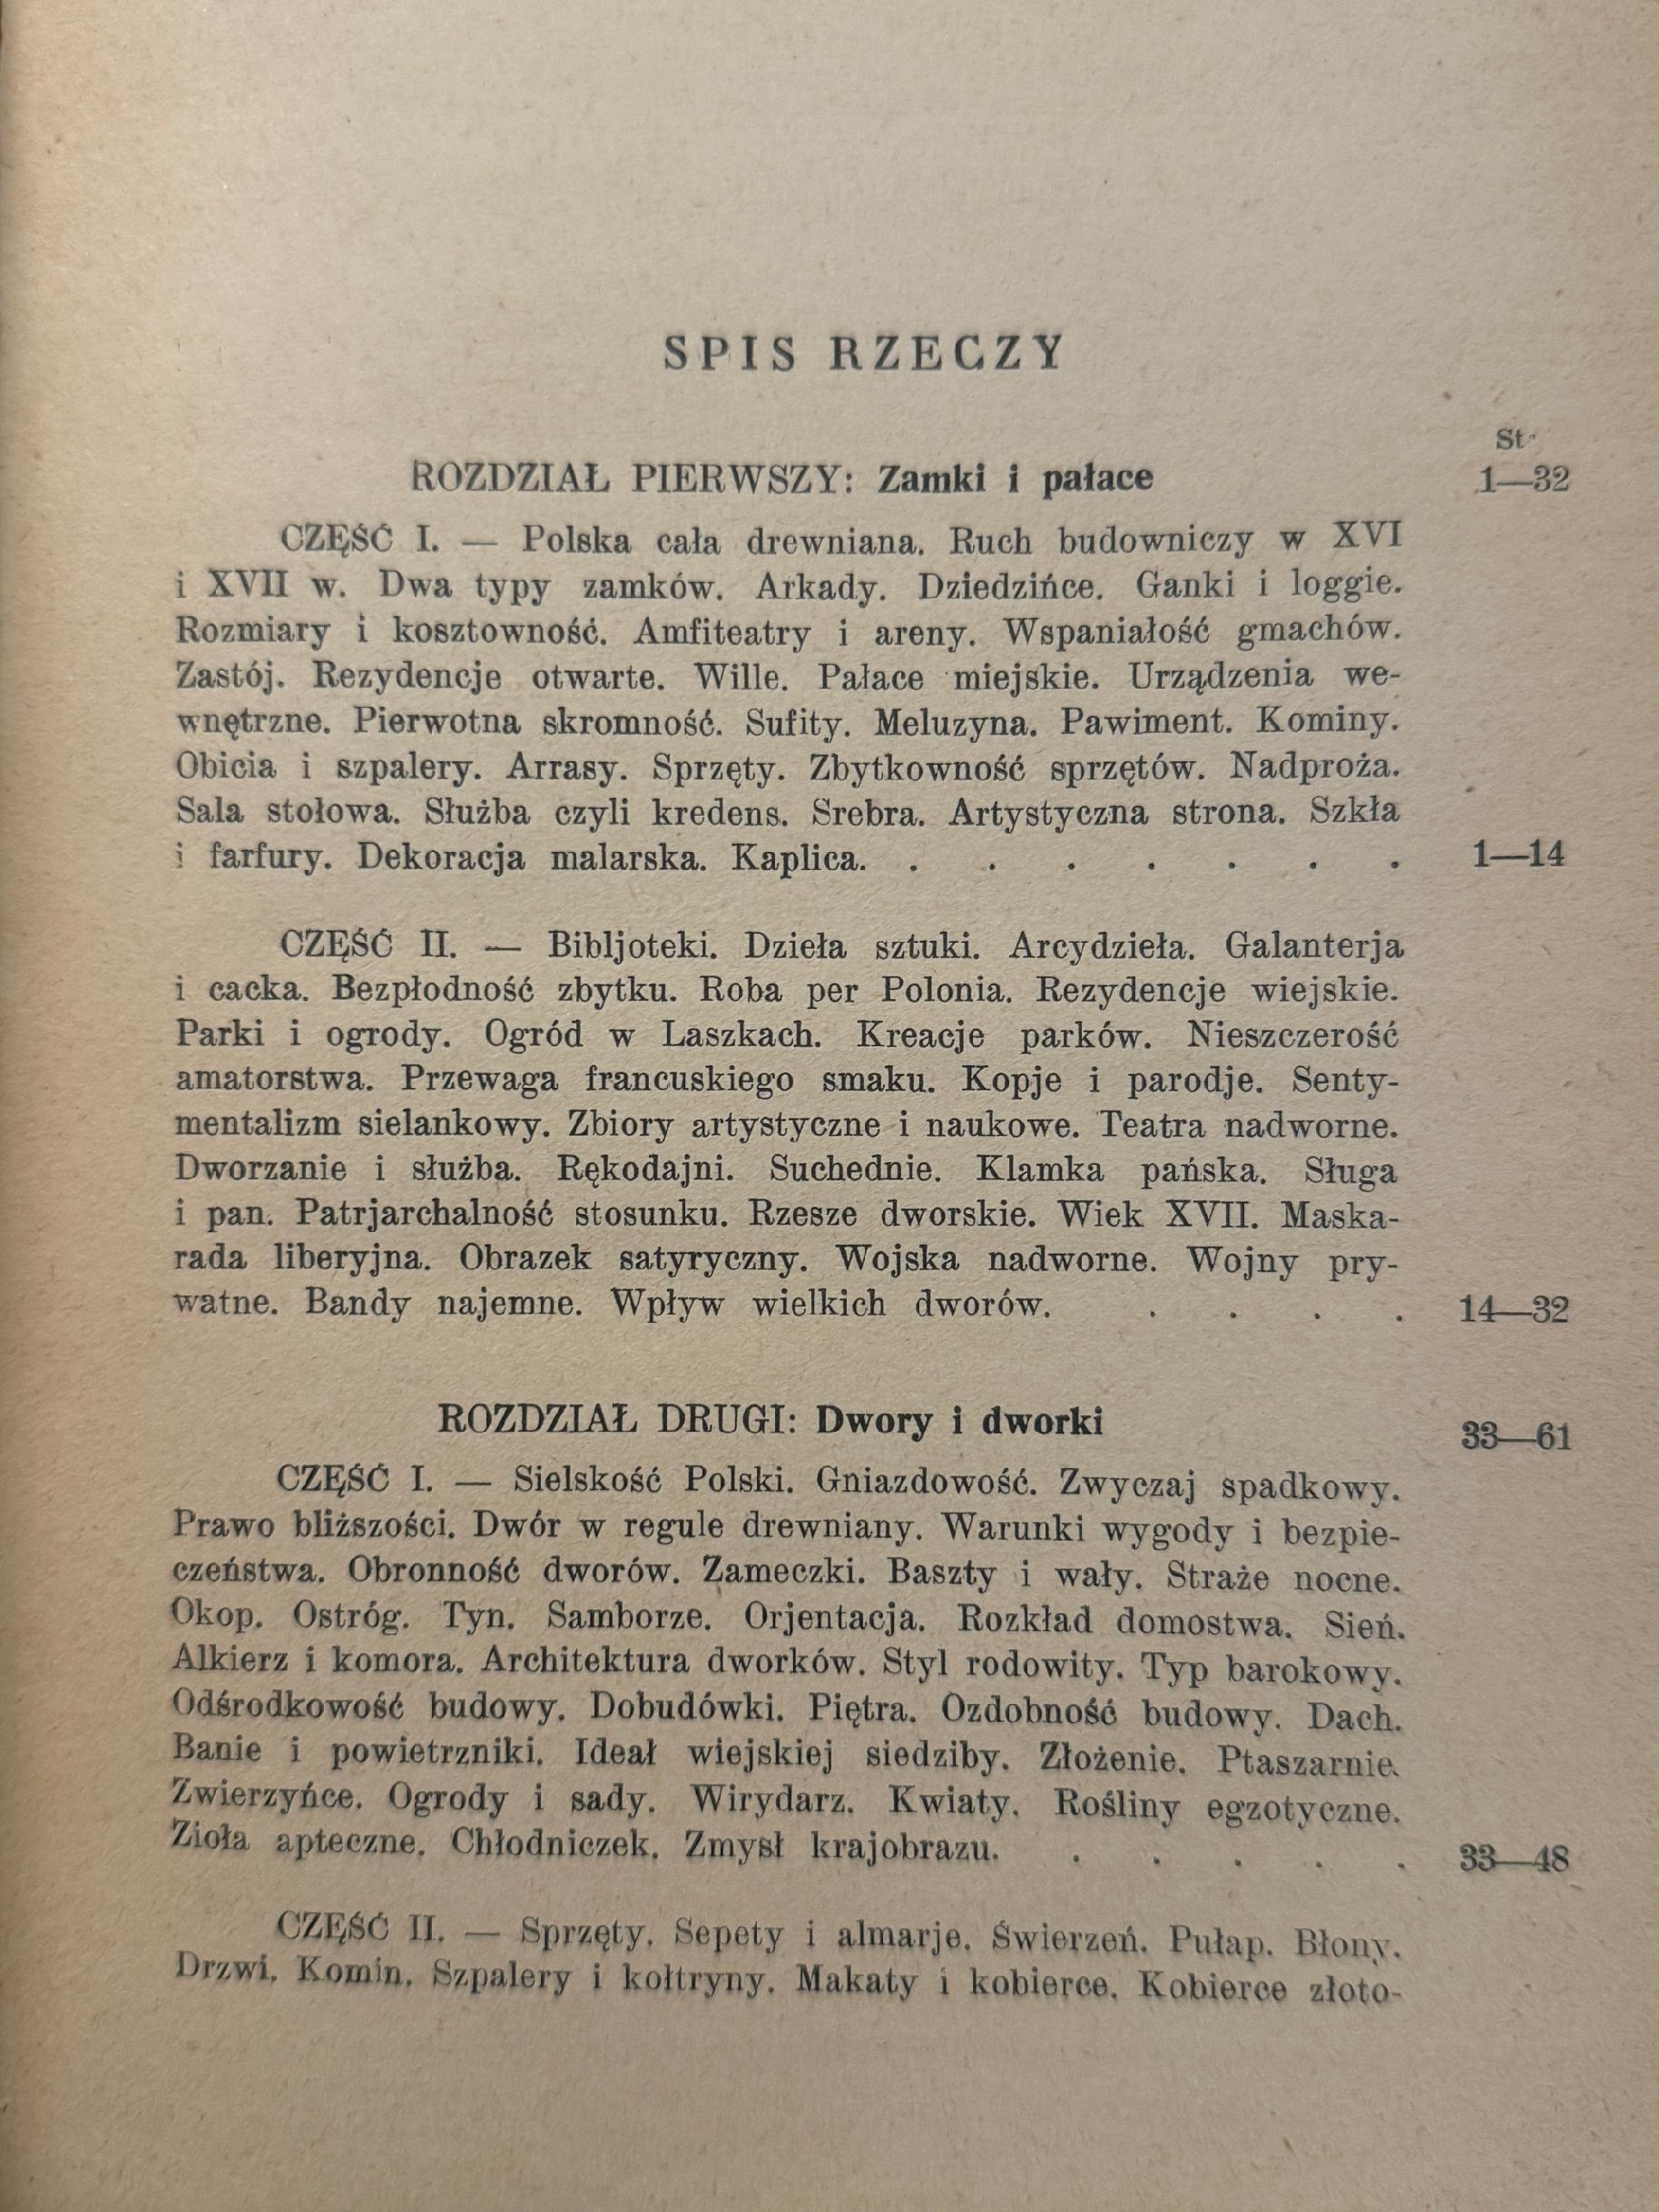 SPIS RZECZY
St.
ROZDZIAŁ PIERWSZY: Zamki i pałace 1—32
CZĘŚĆ I. — Polska cała drewniana. Ruch budowniczy w XVI
i XVII w. Dwa typy zamków. Arkady. Dziedzińce. Ganki i loggie.
Rozmiary i kosztowność. Amfiteatry i areny. Wspaniałość gmachów.
Zastój. Rezydencje otwarte. Wille. Pałace miejskie. Urządzenia we-
wnętrzne. Pierwotna skromność. Sufity. Meluzyna. Pawiment. Kominy.
Obicia i szpalery. Arrasy. Sprzęty. Zbytkowność sprzętów. Nadproża.
Sala stołowa. Służba czyli kredens. Srebra. Artystyczna strona. Szkła
i farfury. Dekoracja malarska. Kaplica. . . . . . . . 1—14
CZĘŚĆ II. — Bibljoteki. Dzieła sztuki. Arcydzieła. Galanterja
i cacka. Bezpłodność zbytku. Roba per Polonia. Rezydencje wiejskie.
Parki i ogrody. Ogród w Laszkach. Kreacje parków. Nieszczerość
amatorstwa. Przewaga francuskiego smaku. Kopje i parodje. Senty-
mentalizm sielankowy. Zbiory artystyczne i naukowe. Teatra nadworne.
Dworzanie i służba. Rękodajni. Suchednie. Klamka pańska. Sługa
i pan. Patrjarchalność stosunku. Rzesze dworskie. Wiek XVII. Maska-
rada liberyjna. Obrazek satyryczny. Wojska nadworne. Wojny pry-
watne. Bandy najemne. Wpływ wielkich dworów. . . . . 14—32
ROZDZIAŁ DRUGI: Dwory i dworki 33—61
CZĘŚĆ I. — Sielskość Polski. Gniazdowość. Zwyczaj spadkowy.
Prawo bliższości. Dwór w regule drewniany. Warunki wygody i bezpie-
czeństwa. Obronność dworów. Zameczki. Baszty i wały. Straże nocne.
Okop. Ostróg. Tyn. Samborze. Orjentacja. Rozkład domostwa. Sień.
Alkierz i komora. Architektura dworków. Styl rodowity. Typ barokowy.
Odśrodkowość budowy. Dobudówki. Piętra. Ozdobność budowy. Dach.
Banie i powietrzniki. Ideał wiejskiej siedziby. Złożenie. Ptaszarnie.
Zwierzyńce. Ogrody i sady. Wirydarz. Kwiaty. Rośliny egzotyczne.
Zioła apteczne. Chłodniczek. Zmysł krajobrazu. . . . . . 33—48
CZĘŚĆ II. — Sprzęty. Sepety i almarje. Świerzeń. Pułap. Błony.
Drzwi. Komin. Szpalery i kołtryny. Makaty i kobierce. Kobierce złoto-